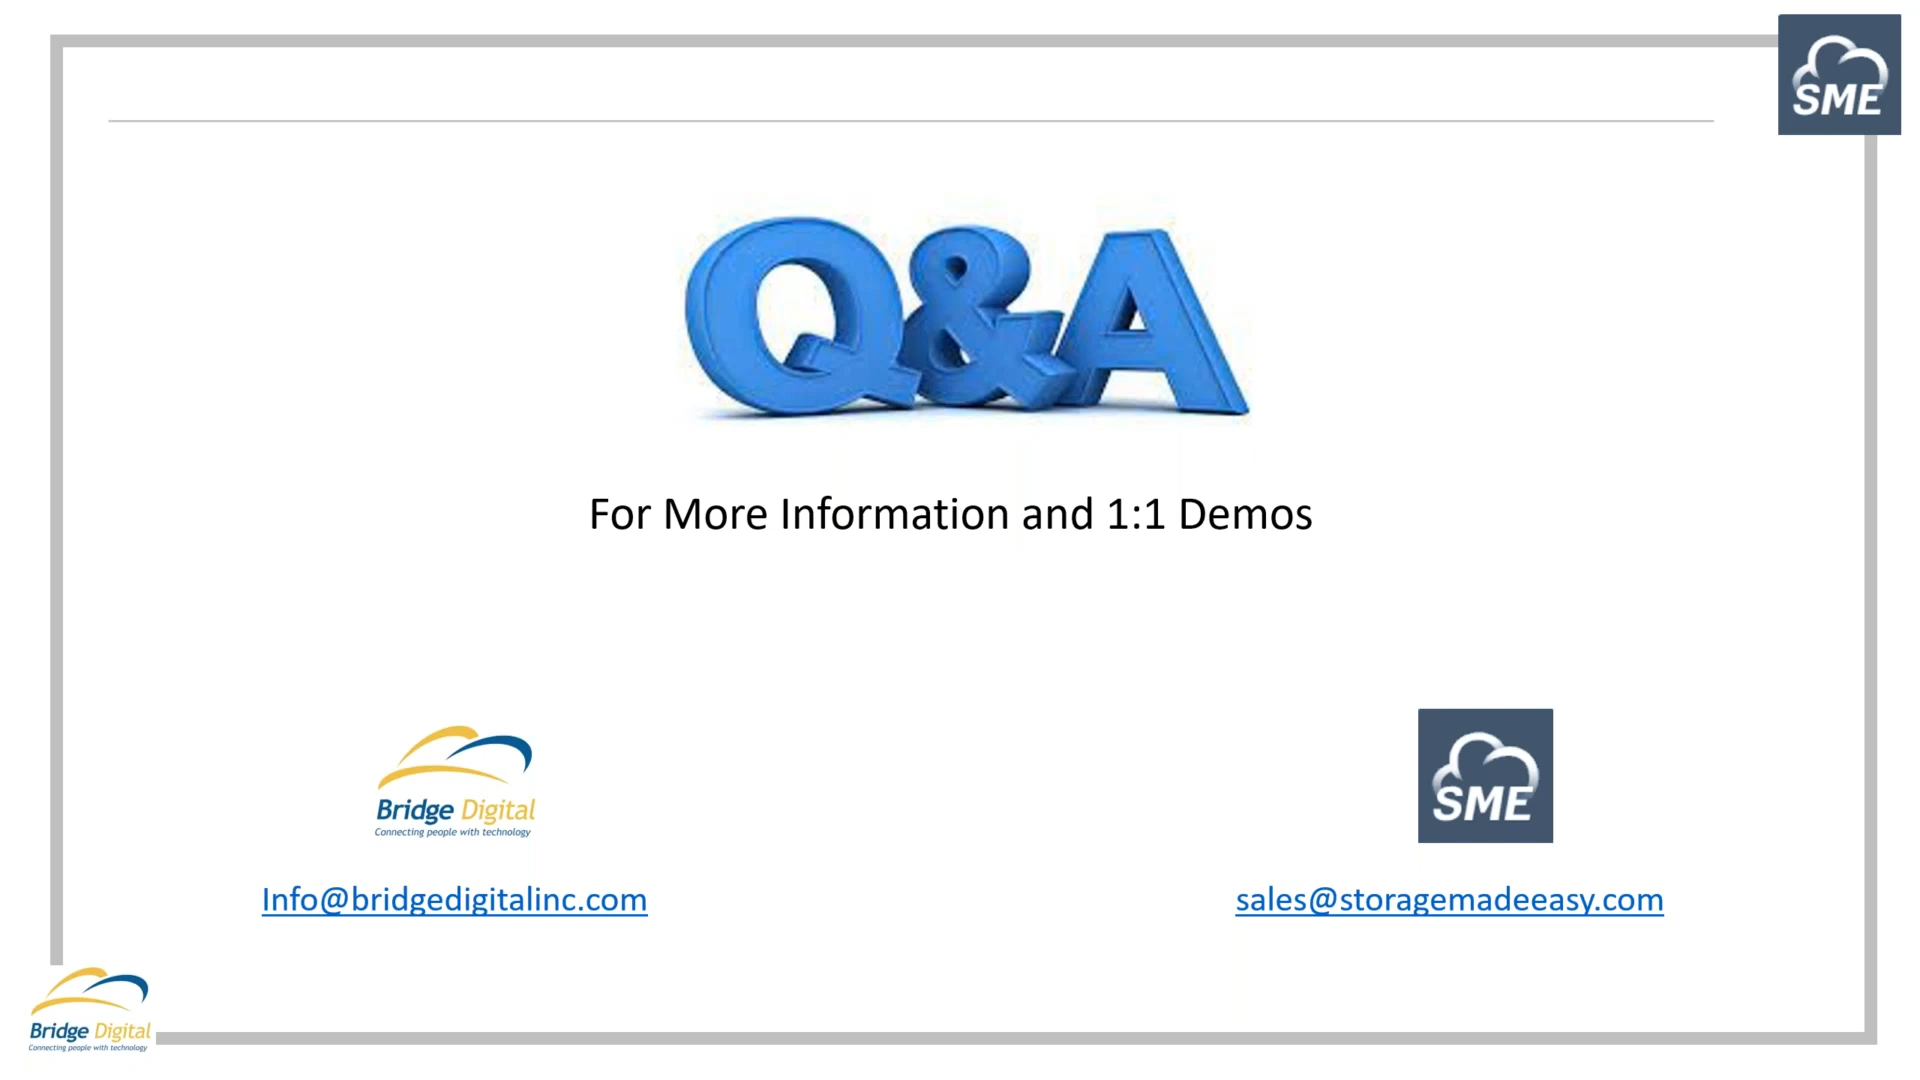 SME
Q&A
For More Information and 1:1 Demos
Bridge Digital
Connecting people with technology
SME
Info@bridgedigitalinc.com
sales@storagemadeeasy.com
Bridge Digital
Connecting people with technology